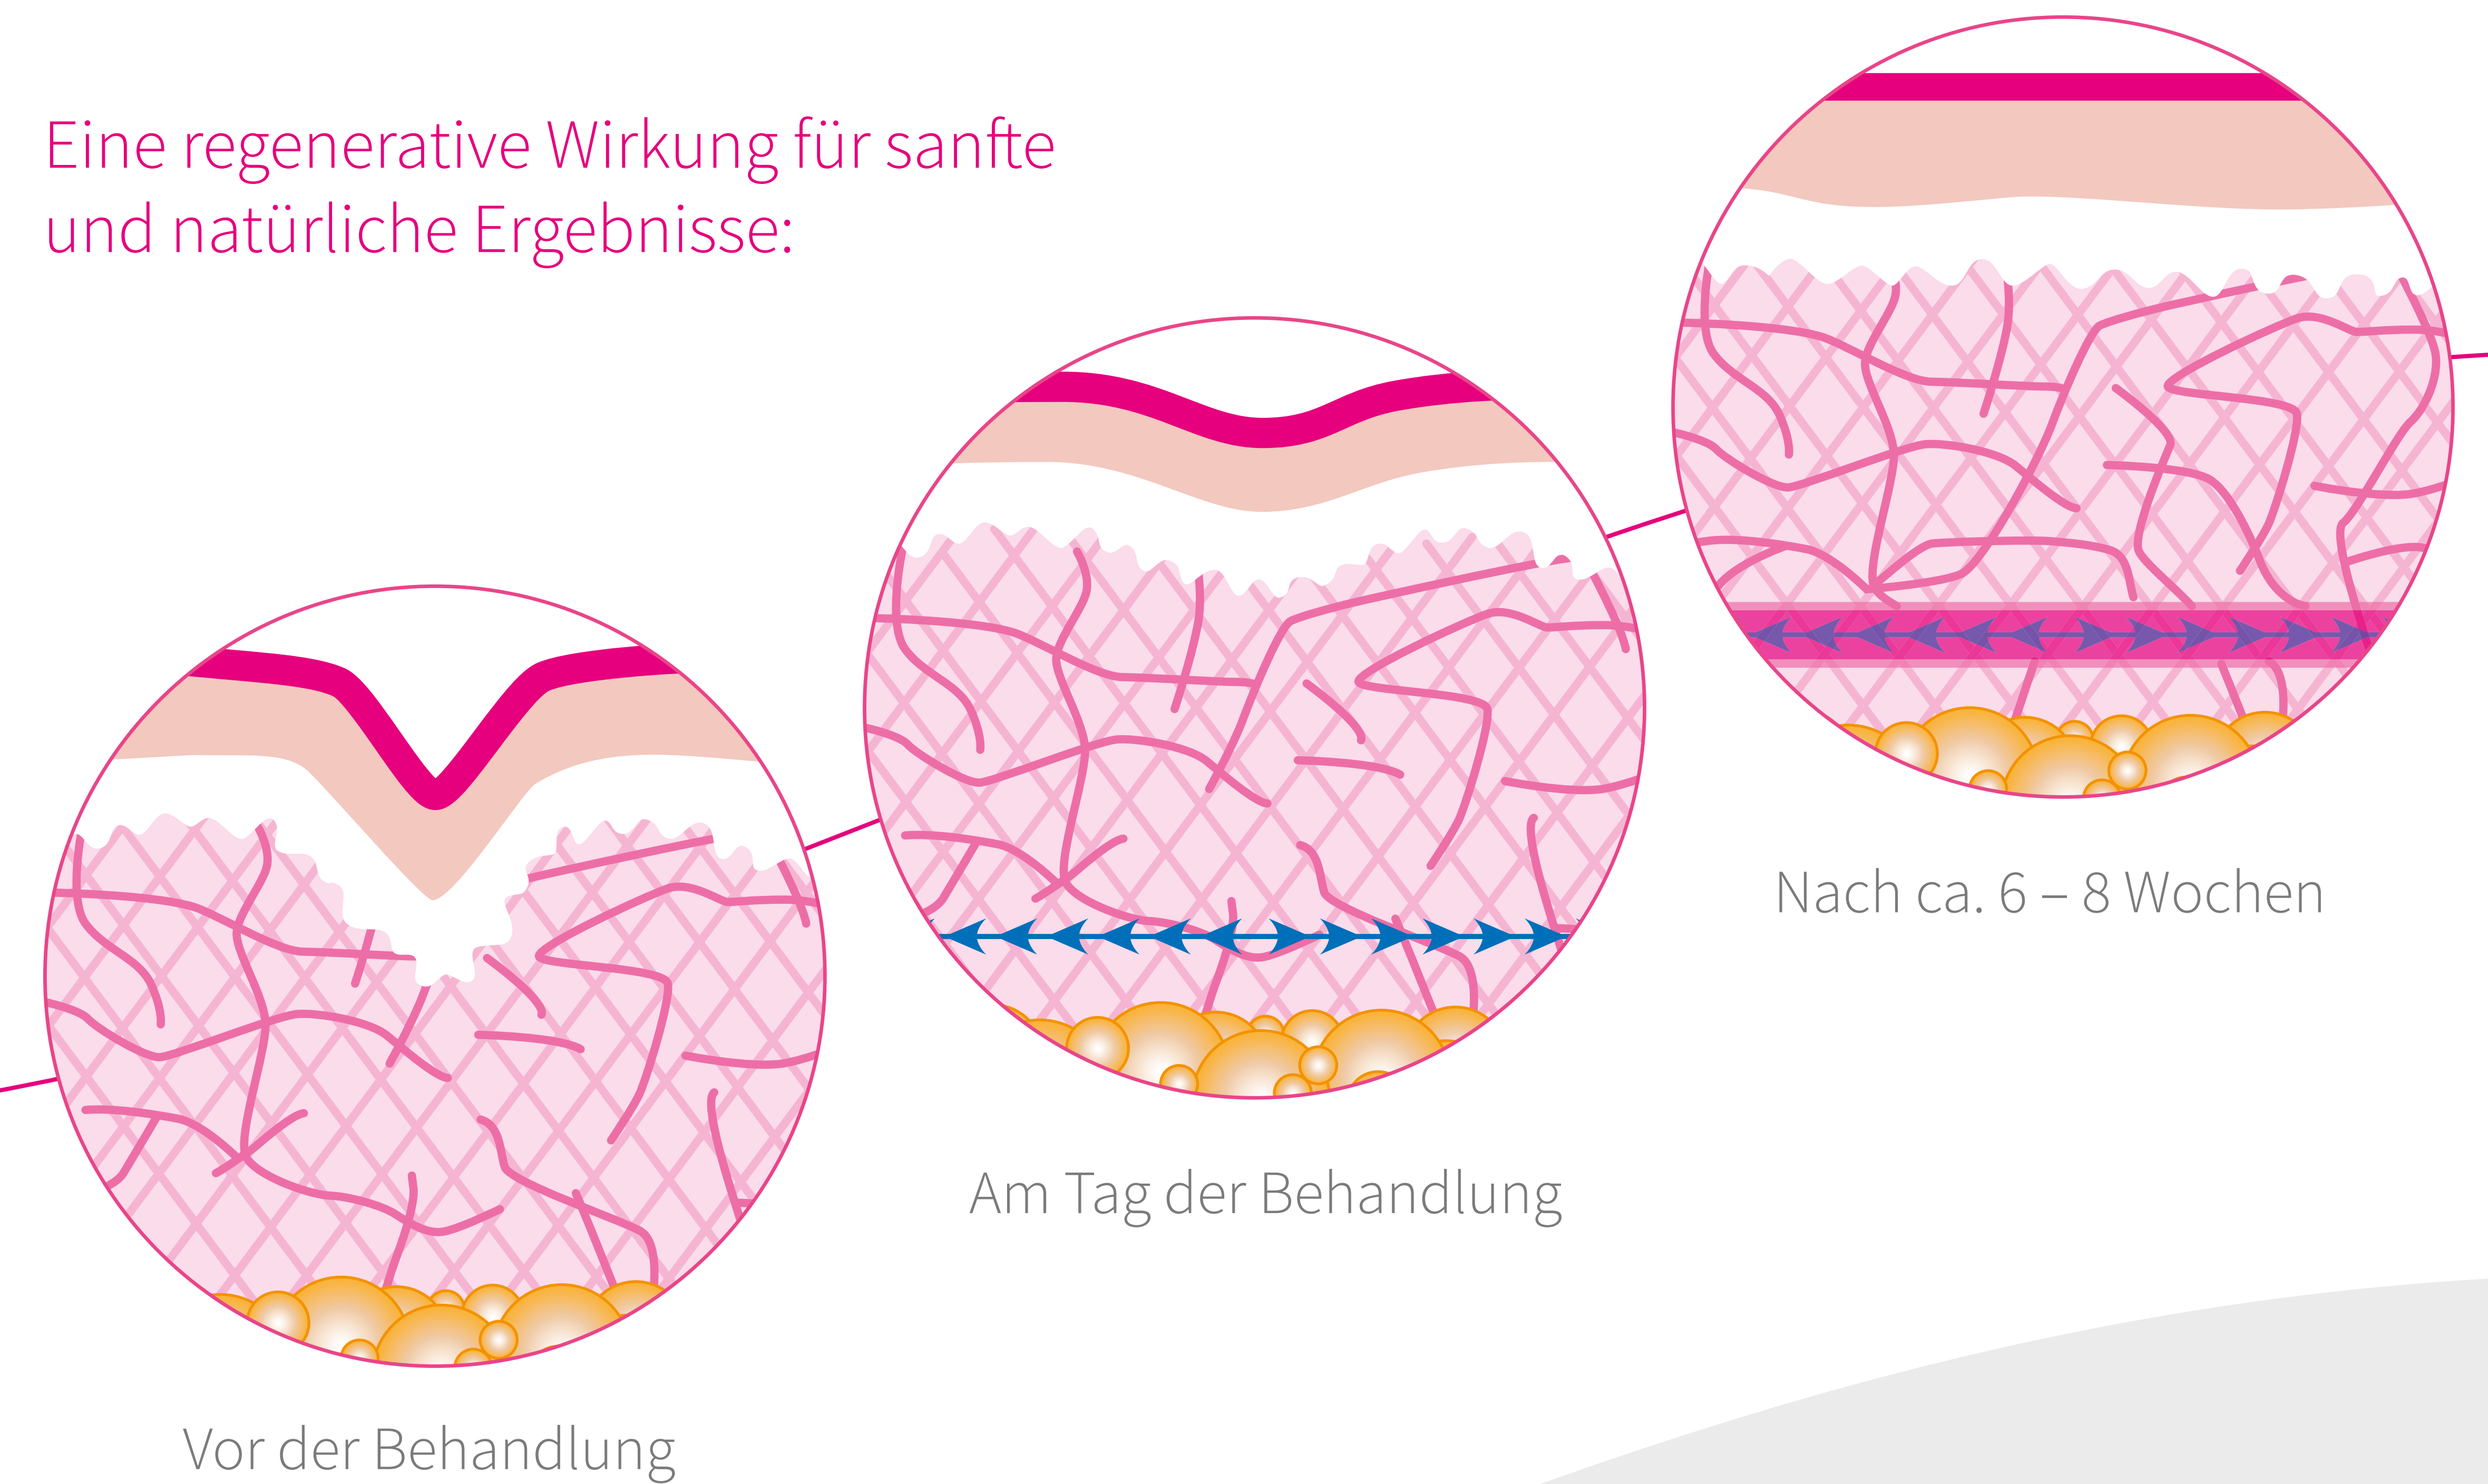 Eine regenerative Wirkung für sanfte
und natürliche Ergebnisse:
Vor der Behandlung
Am Tag der Behandlung
Nach ca. 6 – 8 Wochen